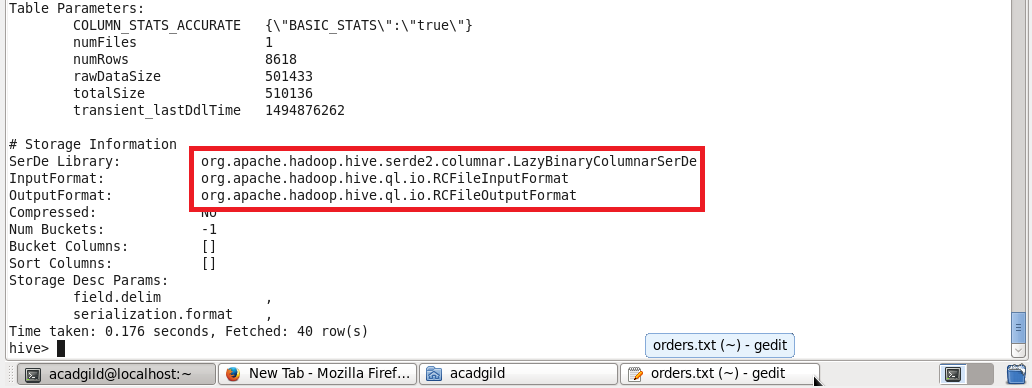 Table Parameters:
COLUMN_STATS_ACCURATE {\"BASIC_STATS\":\"true\"}
numFiles 1
numRows 8618
rawDataSize 501433
totalSize 510136
transient_lastDdlTime 1494876262
# Storage Information
SerDe Library: org.apache.hadoop.hive.serde2.columnar.LazyBinaryColumnarSerDe
InputFormat: org.apache.hadoop.hive.ql.io.RCFileInputFormat
OutputFormat: org.apache.hadoop.hive.ql.io.RCFileOutputFormat
Compressed: No
Num Buckets: -1
Bucket Columns: []
Sort Columns: []
Storage Desc Params:
field.delim ,
serialization.format ,
Time taken: 0.176 seconds, Fetched: 40 row(s)
hive>
orders.txt (~) - gedit
acadgild@localhost:~ New Tab - Mozilla Firef... acadgild orders.txt (~) - gedit